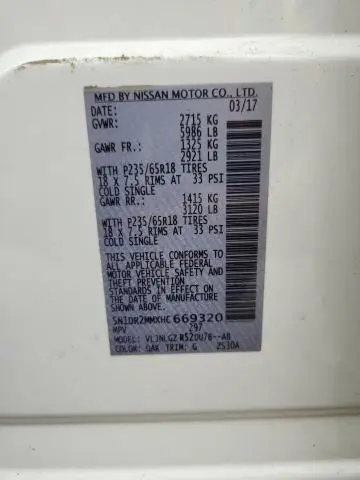 MFD BY NISSAN MOTOR CO., LTD.
DATE: 03/17
GVWR: 2715 KG
5986 LB
GAWR FR.: 1325 KG
2921 LB
WITH P235/65R18 TIRES
18 X 7.5 RIMS AT 33 PSI
COLD SINGLE
GAWR RR.: 1415 KG
3120 LB
WITH P235/65R18 TIRES
18 X 7.5 RIMS AT 33 PSI
COLD SINGLE
THIS VEHICLE CONFORMS TO
ALL APPLICABLE FEDERAL
MOTOR VEHICLE SAFETY
AND THEFT PREVENTION
STANDARDS IN EFFECT ON
THE DATE OF MANUFACTURE
SHOWN ABOVE.
5N1DR2MMXHC669320
MPV 297
MODEL:
COLOR: QAK TRIM: G 2530A